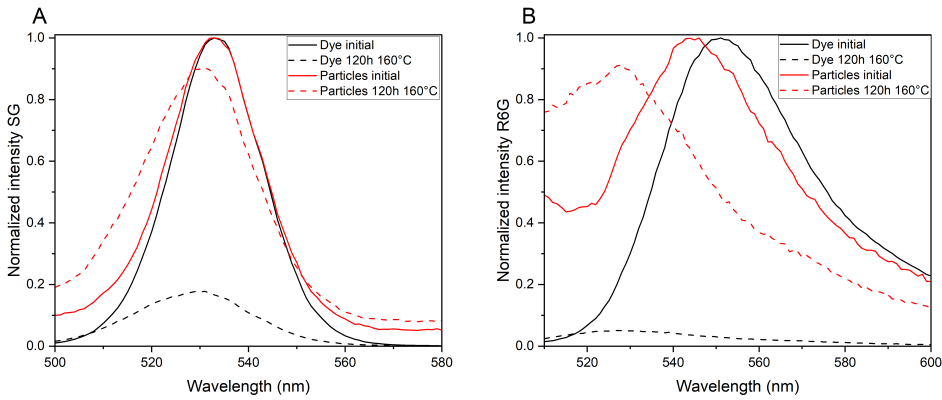 A
Normalized intensity SG
1.0
0.8
0.6
0.4
0.2
0.0
Dye initial
Dye 120h 160°C
Particles initial
Particles 120h 160°C
500
520
540
560
580
Wavelength (nm)
B
Normalized intensity R6G
1.0
0.8
0.6
0.4
0.2
0.0
Dye initial
Dye 120h 160°C
Particles initial
Particles 120h 160°C
520
540
560
580
600
Wavelength (nm)